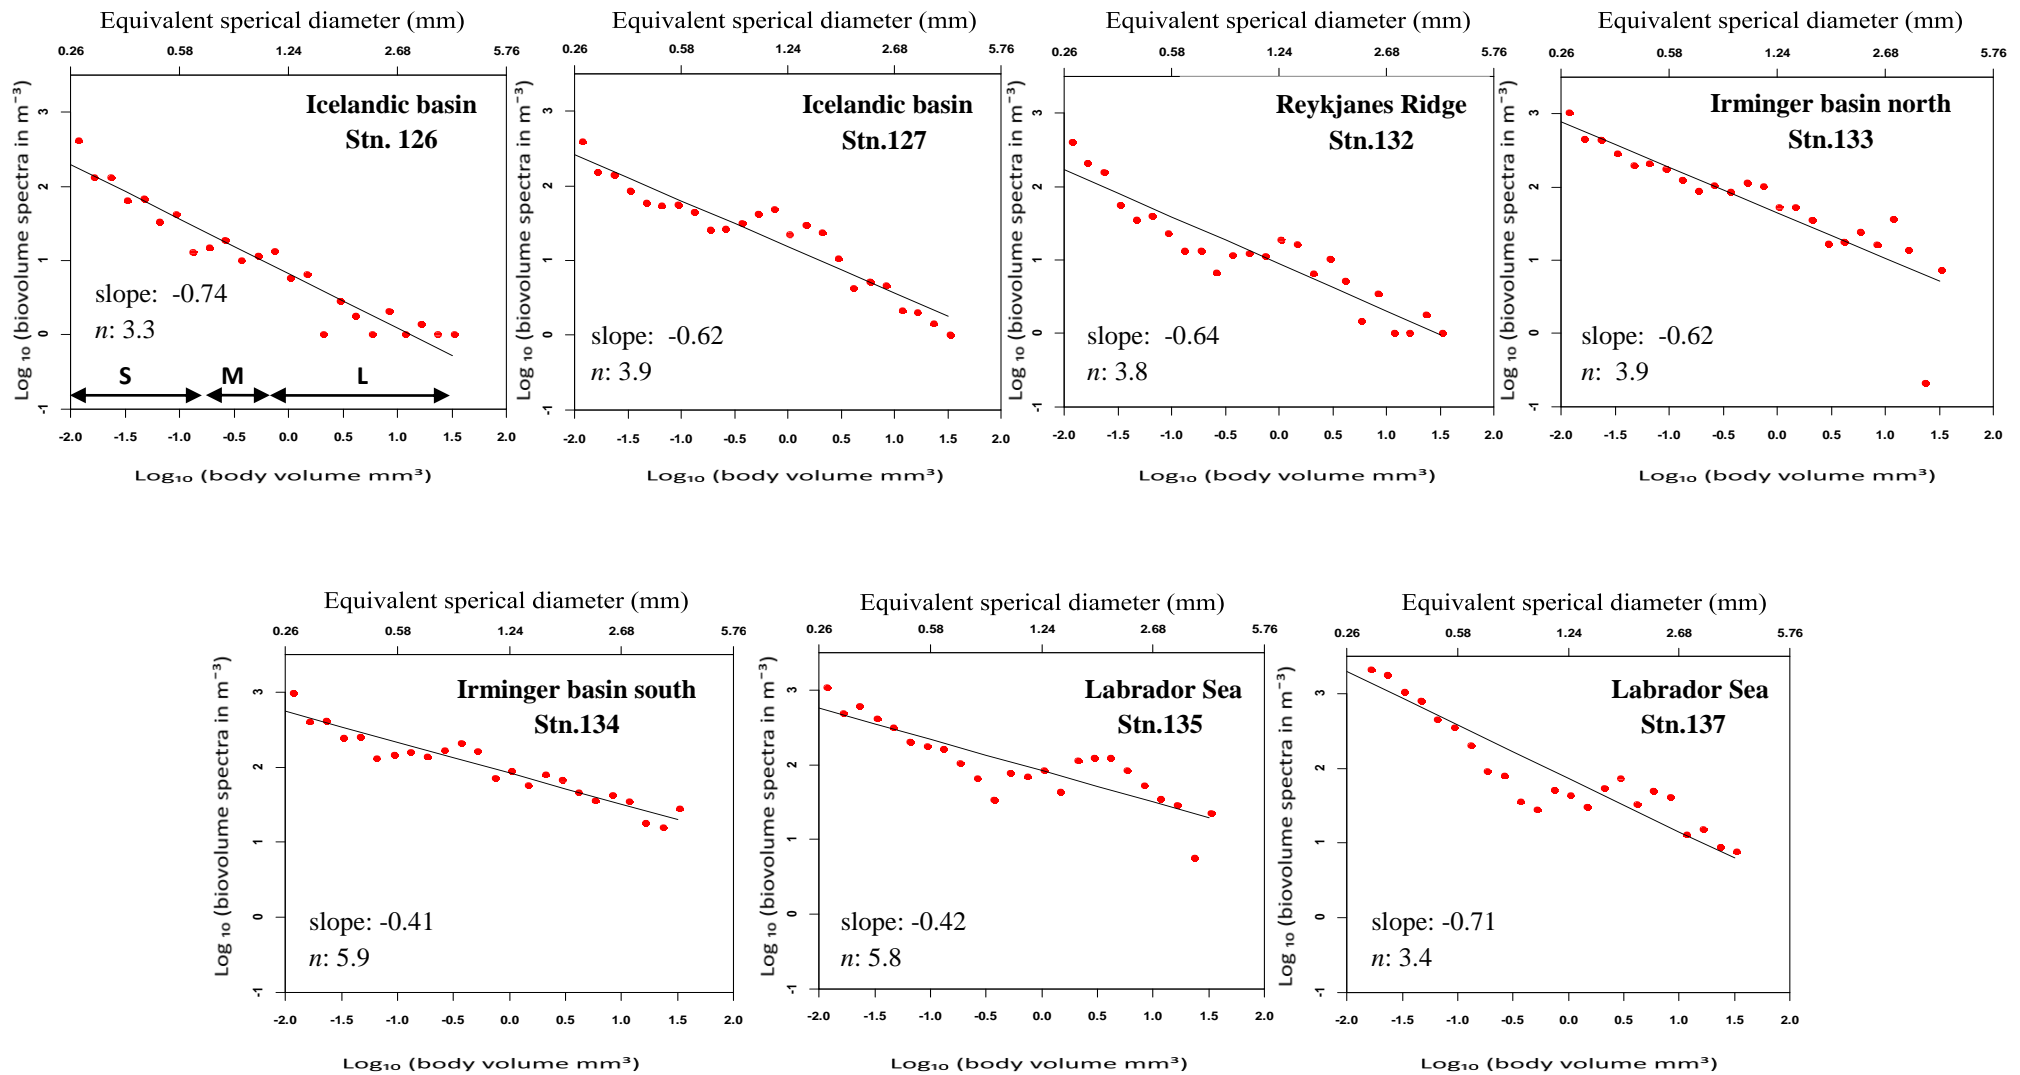 Equivalent sperical diameter (mm)
0.26 0.58 1.24 2.68 5.76
Icelandic basin
Stn. 126
Log ₁₀ (biovolume spectra in m⁻³)
3
2
1
0
-1
slope: -0.74
n: 3.3
S M L
-2.0 -1.5 -1.0 -0.5 0.0 0.5 1.0 1.5 2.0
Log₁₀ (body volume mm³)
Equivalent sperical diameter (mm)
0.26 0.58 1.24 2.68 5.76
Icelandic basin
Stn.127
Log ₁₀ (biovolume spectra in m⁻³)
3
2
1
0
-1
slope: -0.62
n: 3.9
-2.0 -1.5 -1.0 -0.5 0.0 0.5 1.0 1.5 2.0
Log₁₀ (body volume mm³)
Equivalent sperical diameter (mm)
0.26 0.58 1.24 2.68 5.76
Reykjanes Ridge
Stn.132
Log ₁₀ (biovolume spectra in m⁻³)
3
2
1
0
-1
slope: -0.64
n: 3.8
-2.0 -1.5 -1.0 -0.5 0.0 0.5 1.0 1.5 2.0
Log₁₀ (body volume mm³)
Equivalent sperical diameter (mm)
0.26 0.58 1.24 2.68 5.76
Irminger basin north
Stn.133
Log ₁₀ (biovolume spectra in m⁻³)
3
2
1
0
-1
slope: -0.62
n: 3.9
-2.0 -1.5 -1.0 -0.5 0.0 0.5 1.0 1.5 2.0
Log₁₀ (body volume mm³)
Equivalent sperical diameter (mm)
0.26 0.58 1.24 2.68 5.76
Irminger basin south
Stn.134
Log ₁₀ (biovolume spectra in m⁻³)
3
2
1
0
-1
slope: -0.41
n: 5.9
-2.0 -1.5 -1.0 -0.5 0.0 0.5 1.0 1.5 2.0
Log₁₀ (body volume mm³)
Equivalent sperical diameter (mm)
0.26 0.58 1.24 2.68 5.76
Labrador Sea
Stn.135
Log ₁₀ (biovolume spectra in m⁻³)
3
2
1
0
-1
slope: -0.42
n: 5.8
-2.0 -1.5 -1.0 -0.5 0.0 0.5 1.0 1.5 2.0
Log₁₀ (body volume mm³)
Equivalent sperical diameter (mm)
0.26 0.58 1.24 2.68 5.76
Labrador Sea
Stn.137
Log ₁₀ (biovolume spectra in m⁻³)
3
2
1
0
-1
slope: -0.71
n: 3.4
-2.0 -1.5 -1.0 -0.5 0.0 0.5 1.0 1.5 2.0
Log₁₀ (body volume mm³)